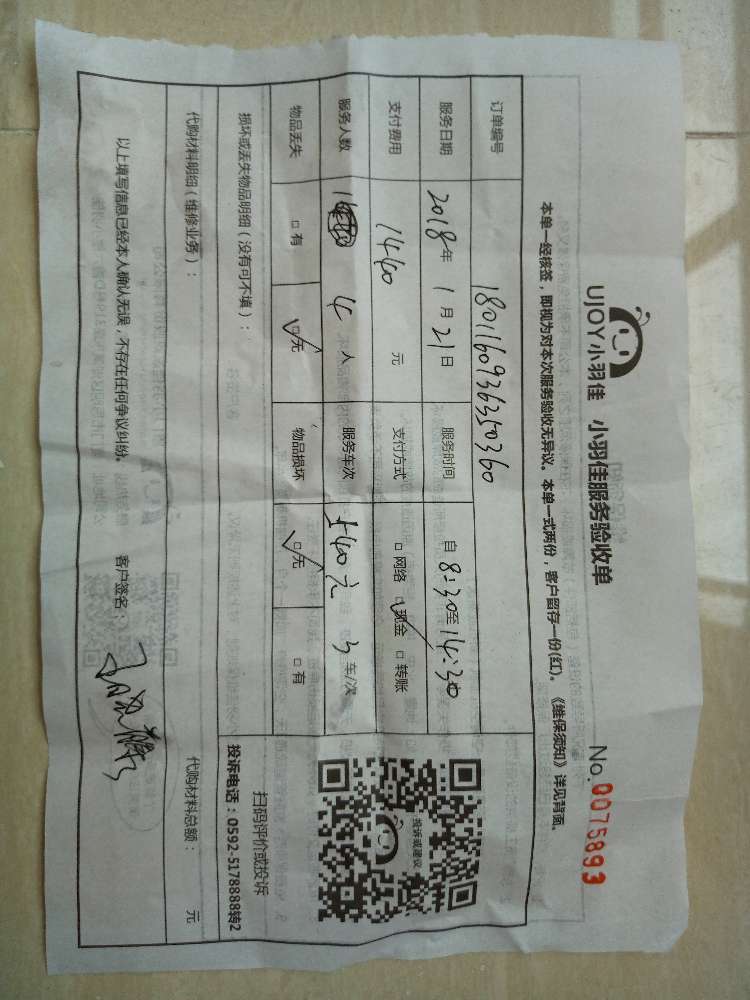 UJOY小羽佳 小羽佳服务验收单
No.0075893
本单一经核签,即视为对本次服务验收无异议。本单一式两份,客户留存一份(红)。《维保须知》详见背面。
订单编号 1801160936350360
服务日期 2018年1月21日 服务时间 自8:30至14:30
支付费用 1440 元 支付方式 □网络 ☑现金 □转账
服务人数 4人 服务车次 540元 3车/次
物品丢失 □有 ☑无 物品损坏 ☑无 □有
投诉或建议
扫码评价或投诉
投诉电话:0592-5178888转2
损坏或丢失物品明细(没有可不填):
代购材料明细(维修业务): 代购材料总额: 元
以上填写信息已经本人确认无误,不存在任何争议纠纷。 客户签名: